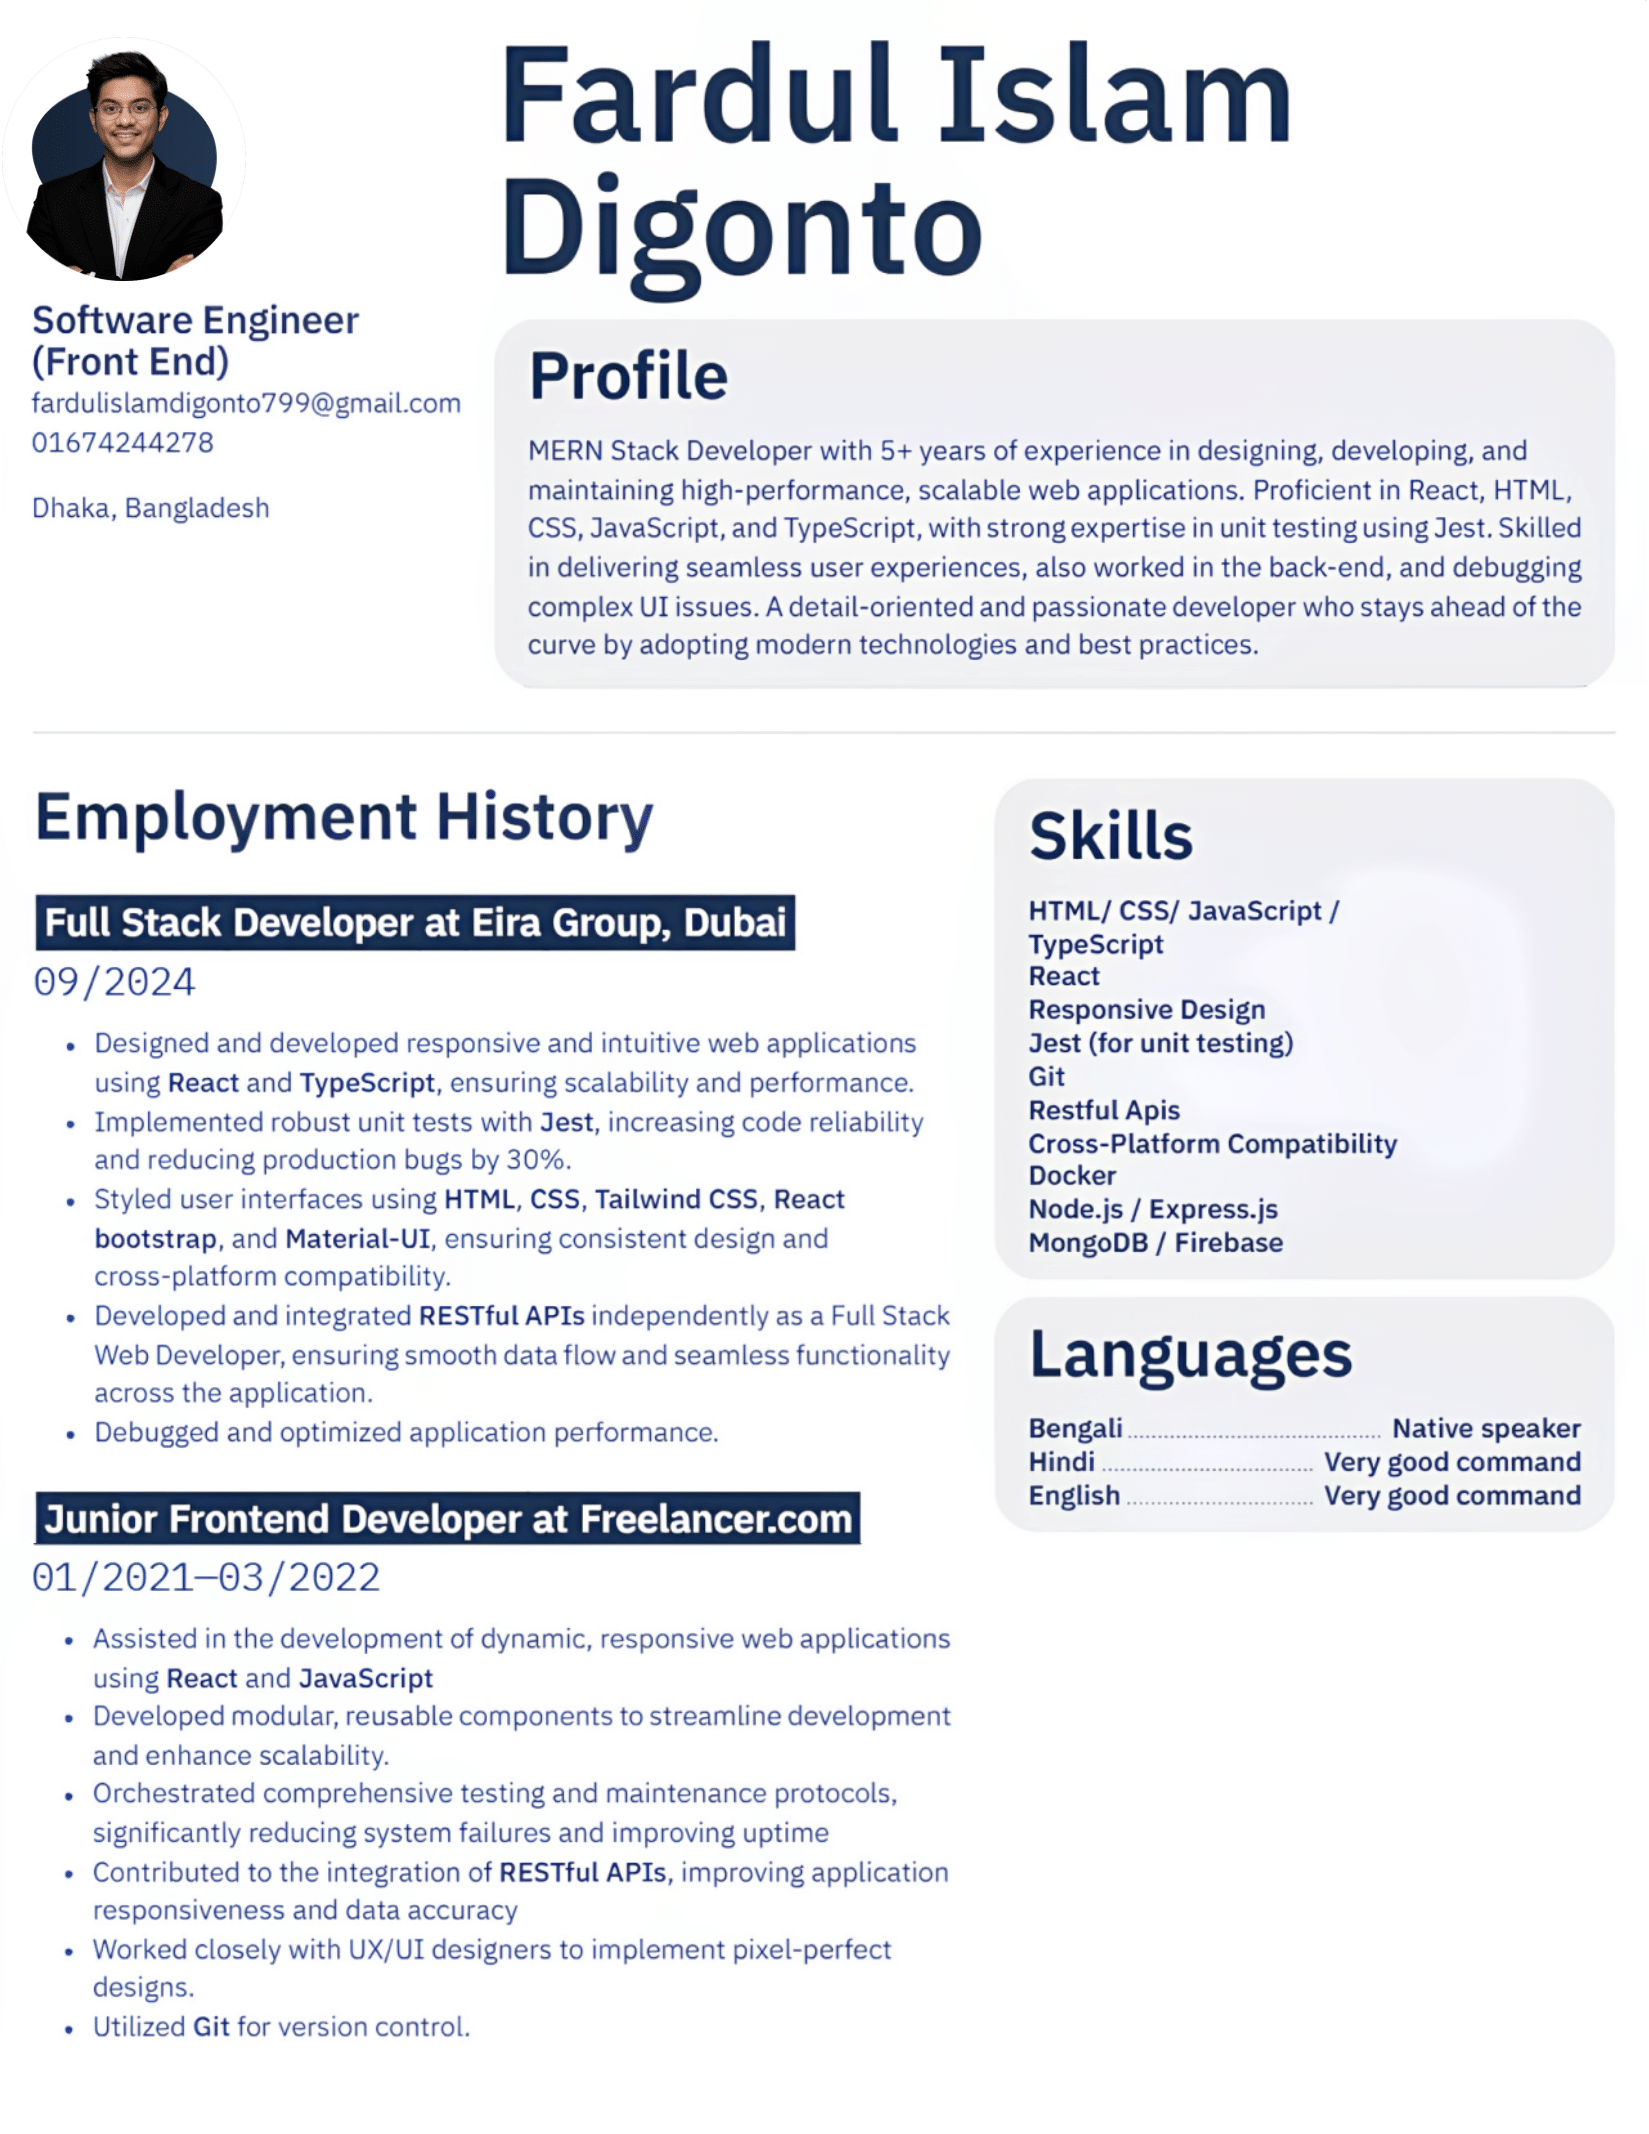 Fardul Islam
Digonto
Software Engineer
(Front End)
fardulislamdigonto799@gmail.com
01674244278
Dhaka, Bangladesh
Profile
MERN Stack Developer with 5+ years of experience in designing, developing, and
maintaining high-performance, scalable web applications. Proficient in React, HTML,
CSS, JavaScript, and TypeScript, with strong expertise in unit testing using Jest. Skilled
in delivering seamless user experiences, also worked in the back-end, and debugging
complex UI issues. A detail-oriented and passionate developer who stays ahead of the
curve by adopting modern technologies and best practices.
Employment History
Full Stack Developer at Eira Group, Dubai
09/2024
• Designed and developed responsive and intuitive web applications
using React and TypeScript, ensuring scalability and performance.
• Implemented robust unit tests with Jest, increasing code reliability
and reducing production bugs by 30%.
• Styled user interfaces using HTML, CSS, Tailwind CSS, React
bootstrap, and Material-UI, ensuring consistent design and
cross-platform compatibility.
• Developed and integrated RESTful APIs independently as a Full Stack
Web Developer, ensuring smooth data flow and seamless functionality
across the application.
• Debugged and optimized application performance.
Junior Frontend Developer at Freelancer.com
01/2021—03/2022
• Assisted in the development of dynamic, responsive web applications
using React and JavaScript
• Developed modular, reusable components to streamline development
and enhance scalability.
• Orchestrated comprehensive testing and maintenance protocols,
significantly reducing system failures and improving uptime
• Contributed to the integration of RESTful APIs, improving application
responsiveness and data accuracy
• Worked closely with UX/UI designers to implement pixel-perfect
designs.
• Utilized Git for version control.
Skills
HTML/ CSS/ JavaScript /
TypeScript
React
Responsive Design
Jest (for unit testing)
Git
Restful Apis
Cross-Platform Compatibility
Docker
Node.js / Express.js
MongoDB / Firebase
Languages
Bengali Native speaker
Hindi Very good command
English Very good command